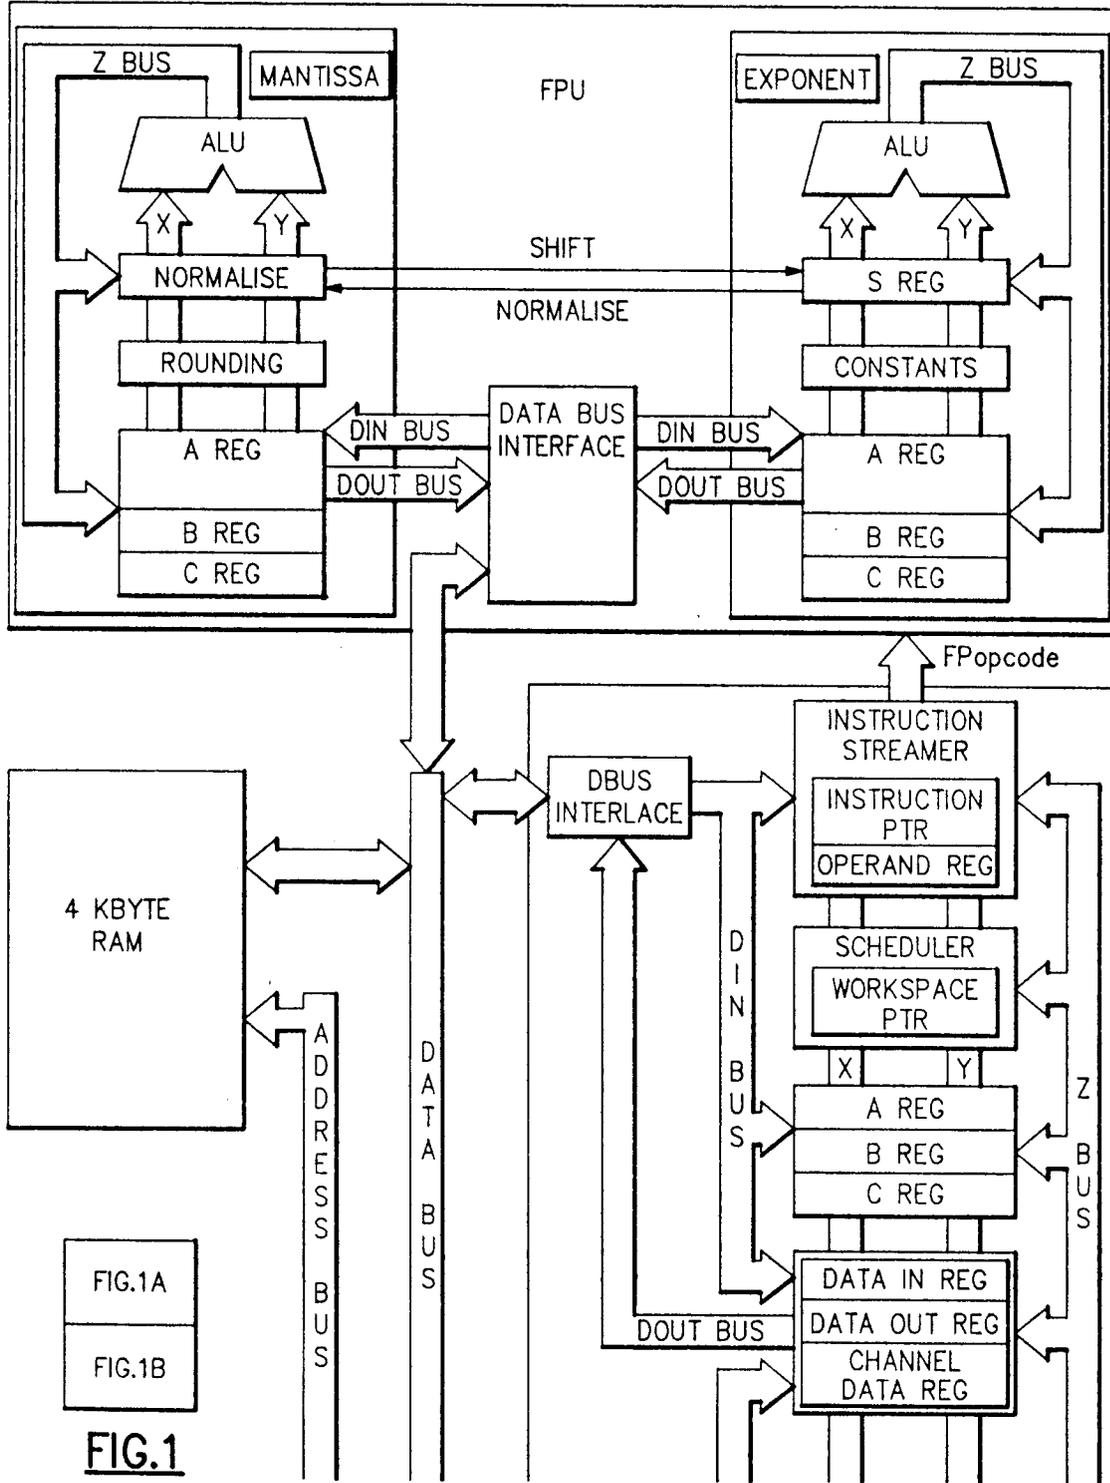 Z BUS
MANTISSA
FPU
EXPONENT
Z BUS
ALU
ALU
X
Y
X
Y
NORMALISE
SHIFT
NORMALISE
S REG
ROUNDING
CONSTANTS
A REG
DIN BUS
DOUT BUS
DATA BUS
INTERFACE
DIN BUS
DOUT BUS
A REG
B REG
C REG
B REG
C REG
FPopcode
INSTRUCTION
STREAMER
INSTRUCTION
PTR
OPERAND REG
DBUS
INTERLACE
4 KBYTE
RAM
SCHEDULER
WORKSPACE
PTR
DIN BUS
ADDRESS BUS
DATA BUS
X
Y
Z BUS
A REG
B REG
C REG
DATA IN REG
DATA OUT REG
CHANNEL
DATA REG
DOUT BUS
FIG.1A
FIG.1B
FIG.1